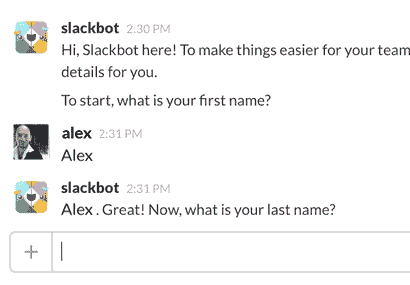 slackbot 2:30 PM
Hi, Slackbot here! To make things easier for your team
details for you.
To start, what is your first name?
alex 2:31 PM
Alex
slackbot 2:31 PM
Alex . Great! Now, what is your last name?